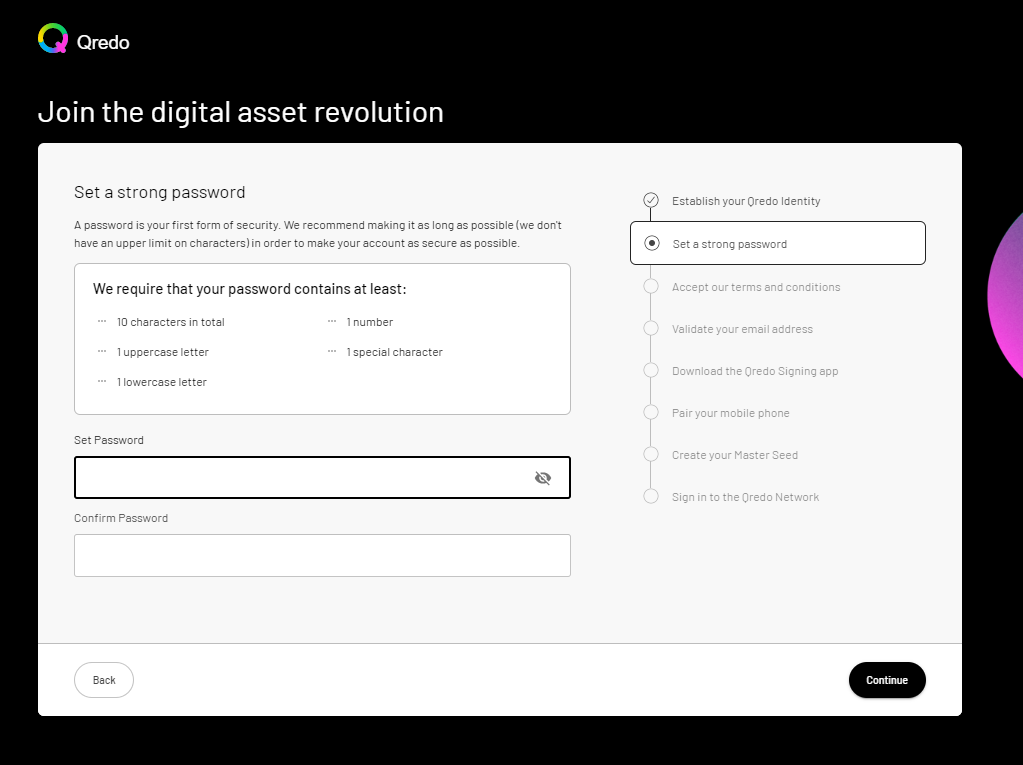 Qredo
Join the digital asset revolution
Set a strong password
A password is your first form of security. We recommend making it as long as possible (we don't
have an upper limit on characters) in order to make your account as secure as possible.
We require that your password contains at least:
10 characters in total
1 number
1 uppercase letter
1 special character
1 lowercase letter
Set Password
Confirm Password
Establish your Qredo Identity
Set a strong password
Accept our terms and conditions
Validate your email address
Download the Qredo Signing app
Pair your mobile phone
Create your Master Seed
Sign in to the Qredo Network
Back
Continue